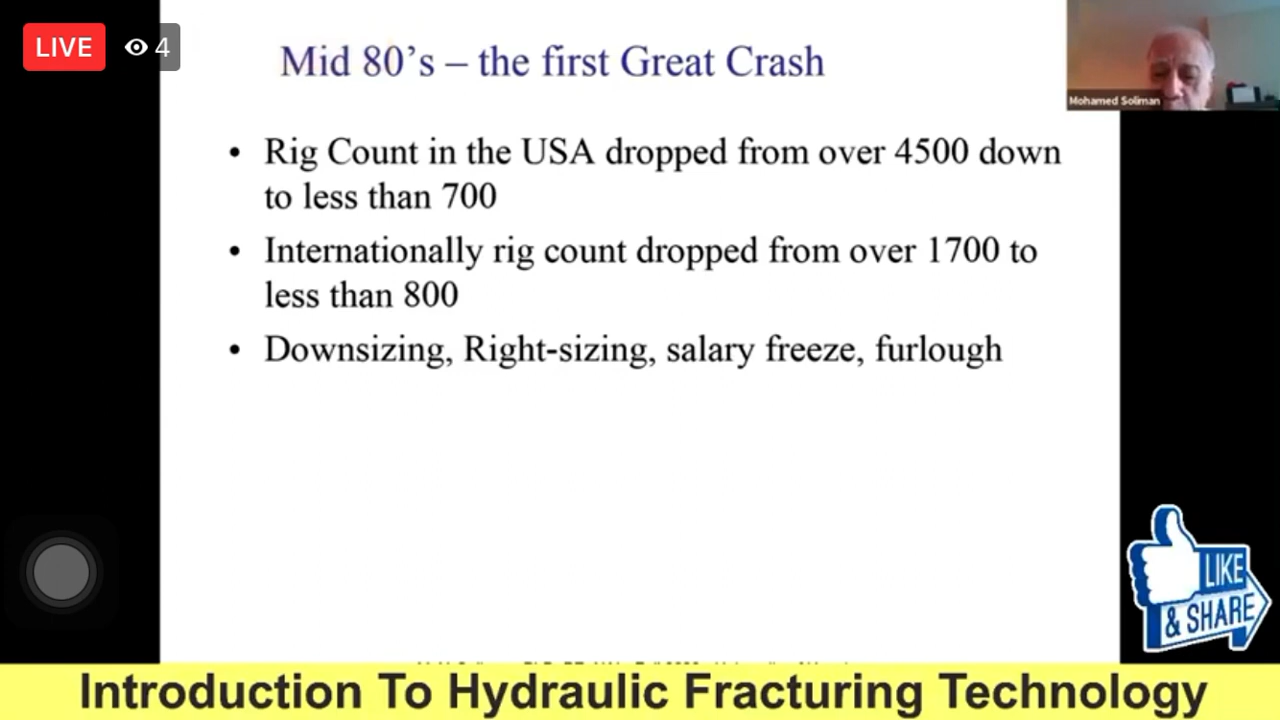 LIVE 4
Mid 80’s – the first Great Crash
Mohamed Soliman
• Rig Count in the USA dropped from over 4500 down
to less than 700
• Internationally rig count dropped from over 1700 to
less than 800
• Downsizing, Right-sizing, salary freeze, furlough
LIKE
& SHARE
Introduction To Hydraulic Fracturing Technology